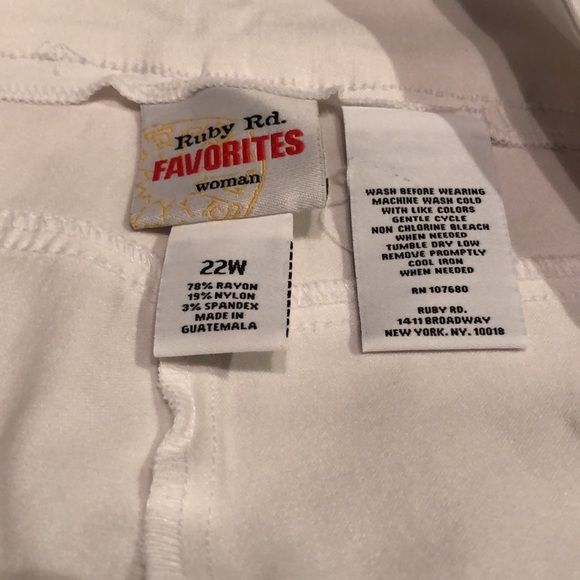 Ruby Rd.
FAVORITES
woman
22W
78% RAYON
19% NYLON
3% SPANDEX
MADE IN
GUATEMALA
WASH BEFORE WEARING
MACHINE WASH COLD
WITH LIKE COLORS
GENTLE CYCLE
NON CHLORINE BLEACH
WHEN NEEDED
TUMBLE DRY LOW
REMOVE PROMPTLY
COOL IRON
WHEN NEEDED
RN 107680
RUBY RD.
1411 BROADWAY
NEW YORK. NY. 10018